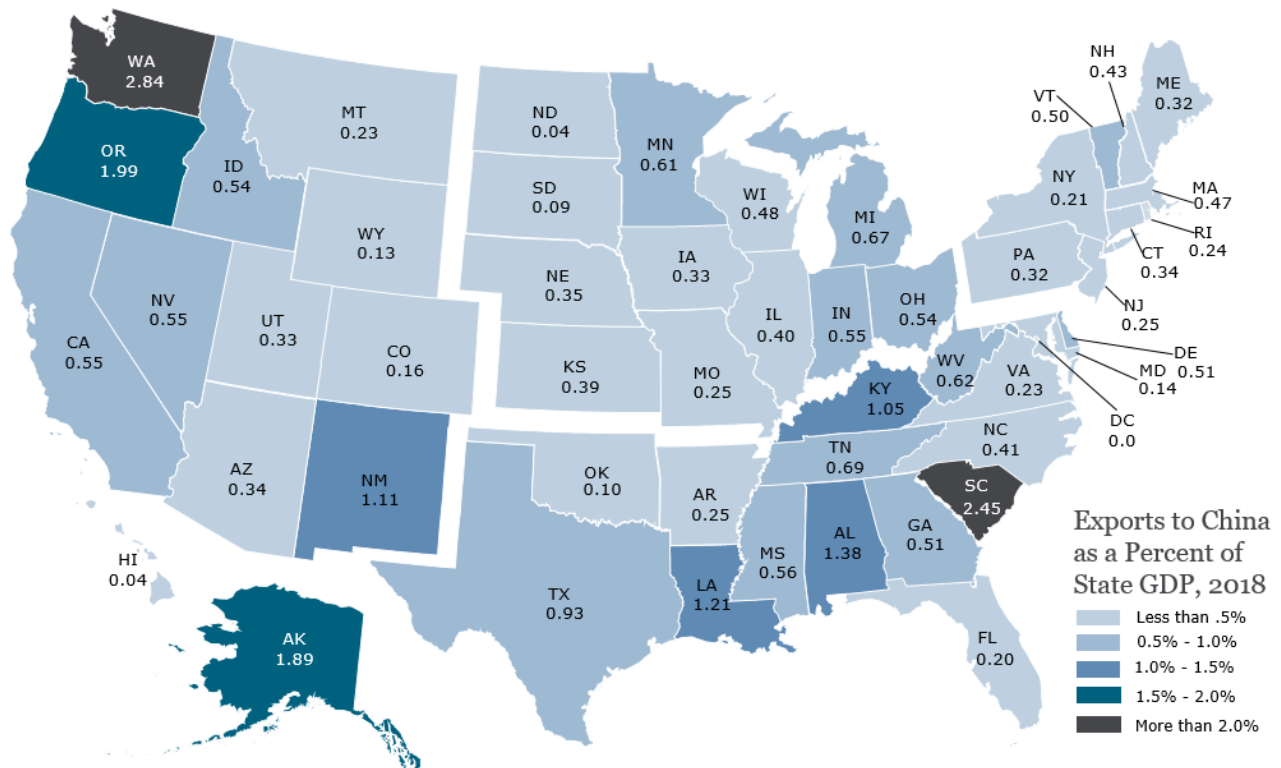 WA
2.84
OR
1.99
ID
0.54
MT
0.23
WY
0.13
CA
0.55
NV
0.55
UT
0.33
CO
0.16
AZ
0.34
NM
1.11
HI
0.04
AK
1.89
ND
0.04
SD
0.09
NE
0.35
KS
0.39
OK
0.10
TX
0.93
MN
0.61
IA
0.33
MO
0.25
AR
0.25
LA
1.21
WI
0.48
IL
0.40
MI
0.67
IN
0.55
OH
0.54
KY
1.05
TN
0.69
MS
0.56
AL
1.38
GA
0.51
FL
0.20
SC
2.45
NC
0.41
VA
0.23
WV
0.62
PA
0.32
NY
0.21
VT
0.50
NH
0.43
ME
0.32
MA
0.47
RI
0.24
CT
0.34
NJ
0.25
DE
0.51
MD
0.14
DC
0.0
Exports to China
as a Percent of
State GDP, 2018
Less than .5%
0.5% - 1.0%
1.0% - 1.5%
1.5% - 2.0%
More than 2.0%